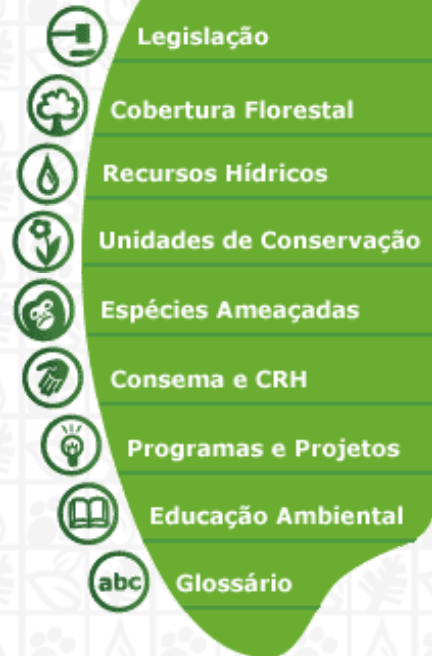 Legislação
Cobertura Florestal
Recursos Hídricos
Unidades de Conservação
Espécies Ameaçadas
Consema e CRH
Programas e Projetos
Educação Ambiental
abc Glossário